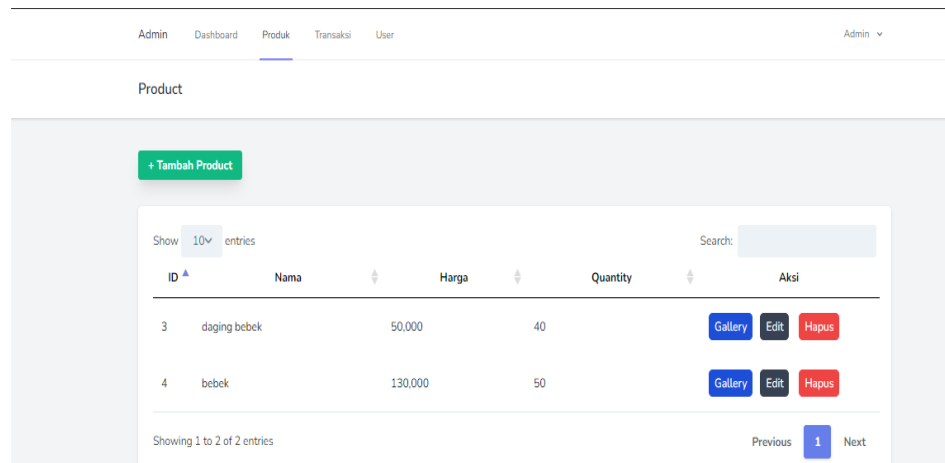 Admin Dashboard Produk Transaksi User Admin
Product
+ Tambah Product
Show 10 entries Search:
ID Nama Harga Quantity Aksi
3 daging bebek 50,000 40 Gallery Edit Hapus
4 bebek 130,000 50 Gallery Edit Hapus
Showing 1 to 2 of 2 entries Previous 1 Next